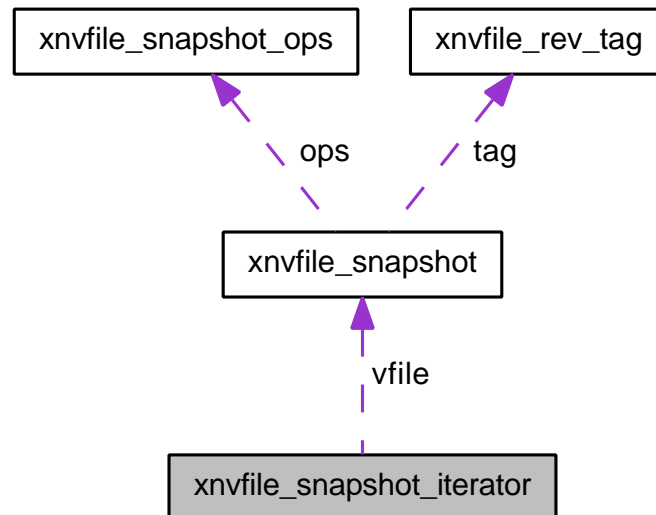 xnvfile_snapshot_ops
xnvfile_rev_tag
ops
tag
xnvfile_snapshot
vfile
xnvfile_snapshot_iterator